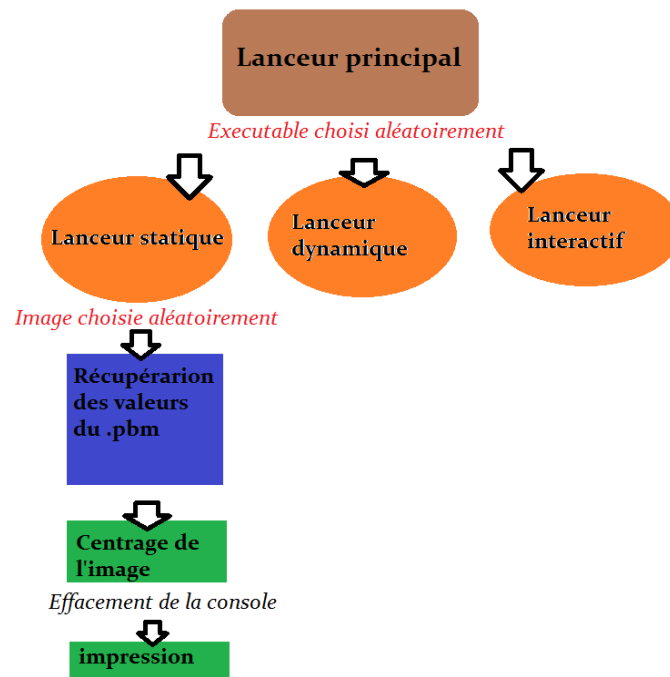 Lanceur principal
Executable choisi aléatoirement
Lanceur statique
Lanceur
dynamique
Lanceur
interactif
Image choisie aléatoirement
Récupérarion
des valeurs
du .pbm
Centrage de
l'image
Effacement de la console
impression